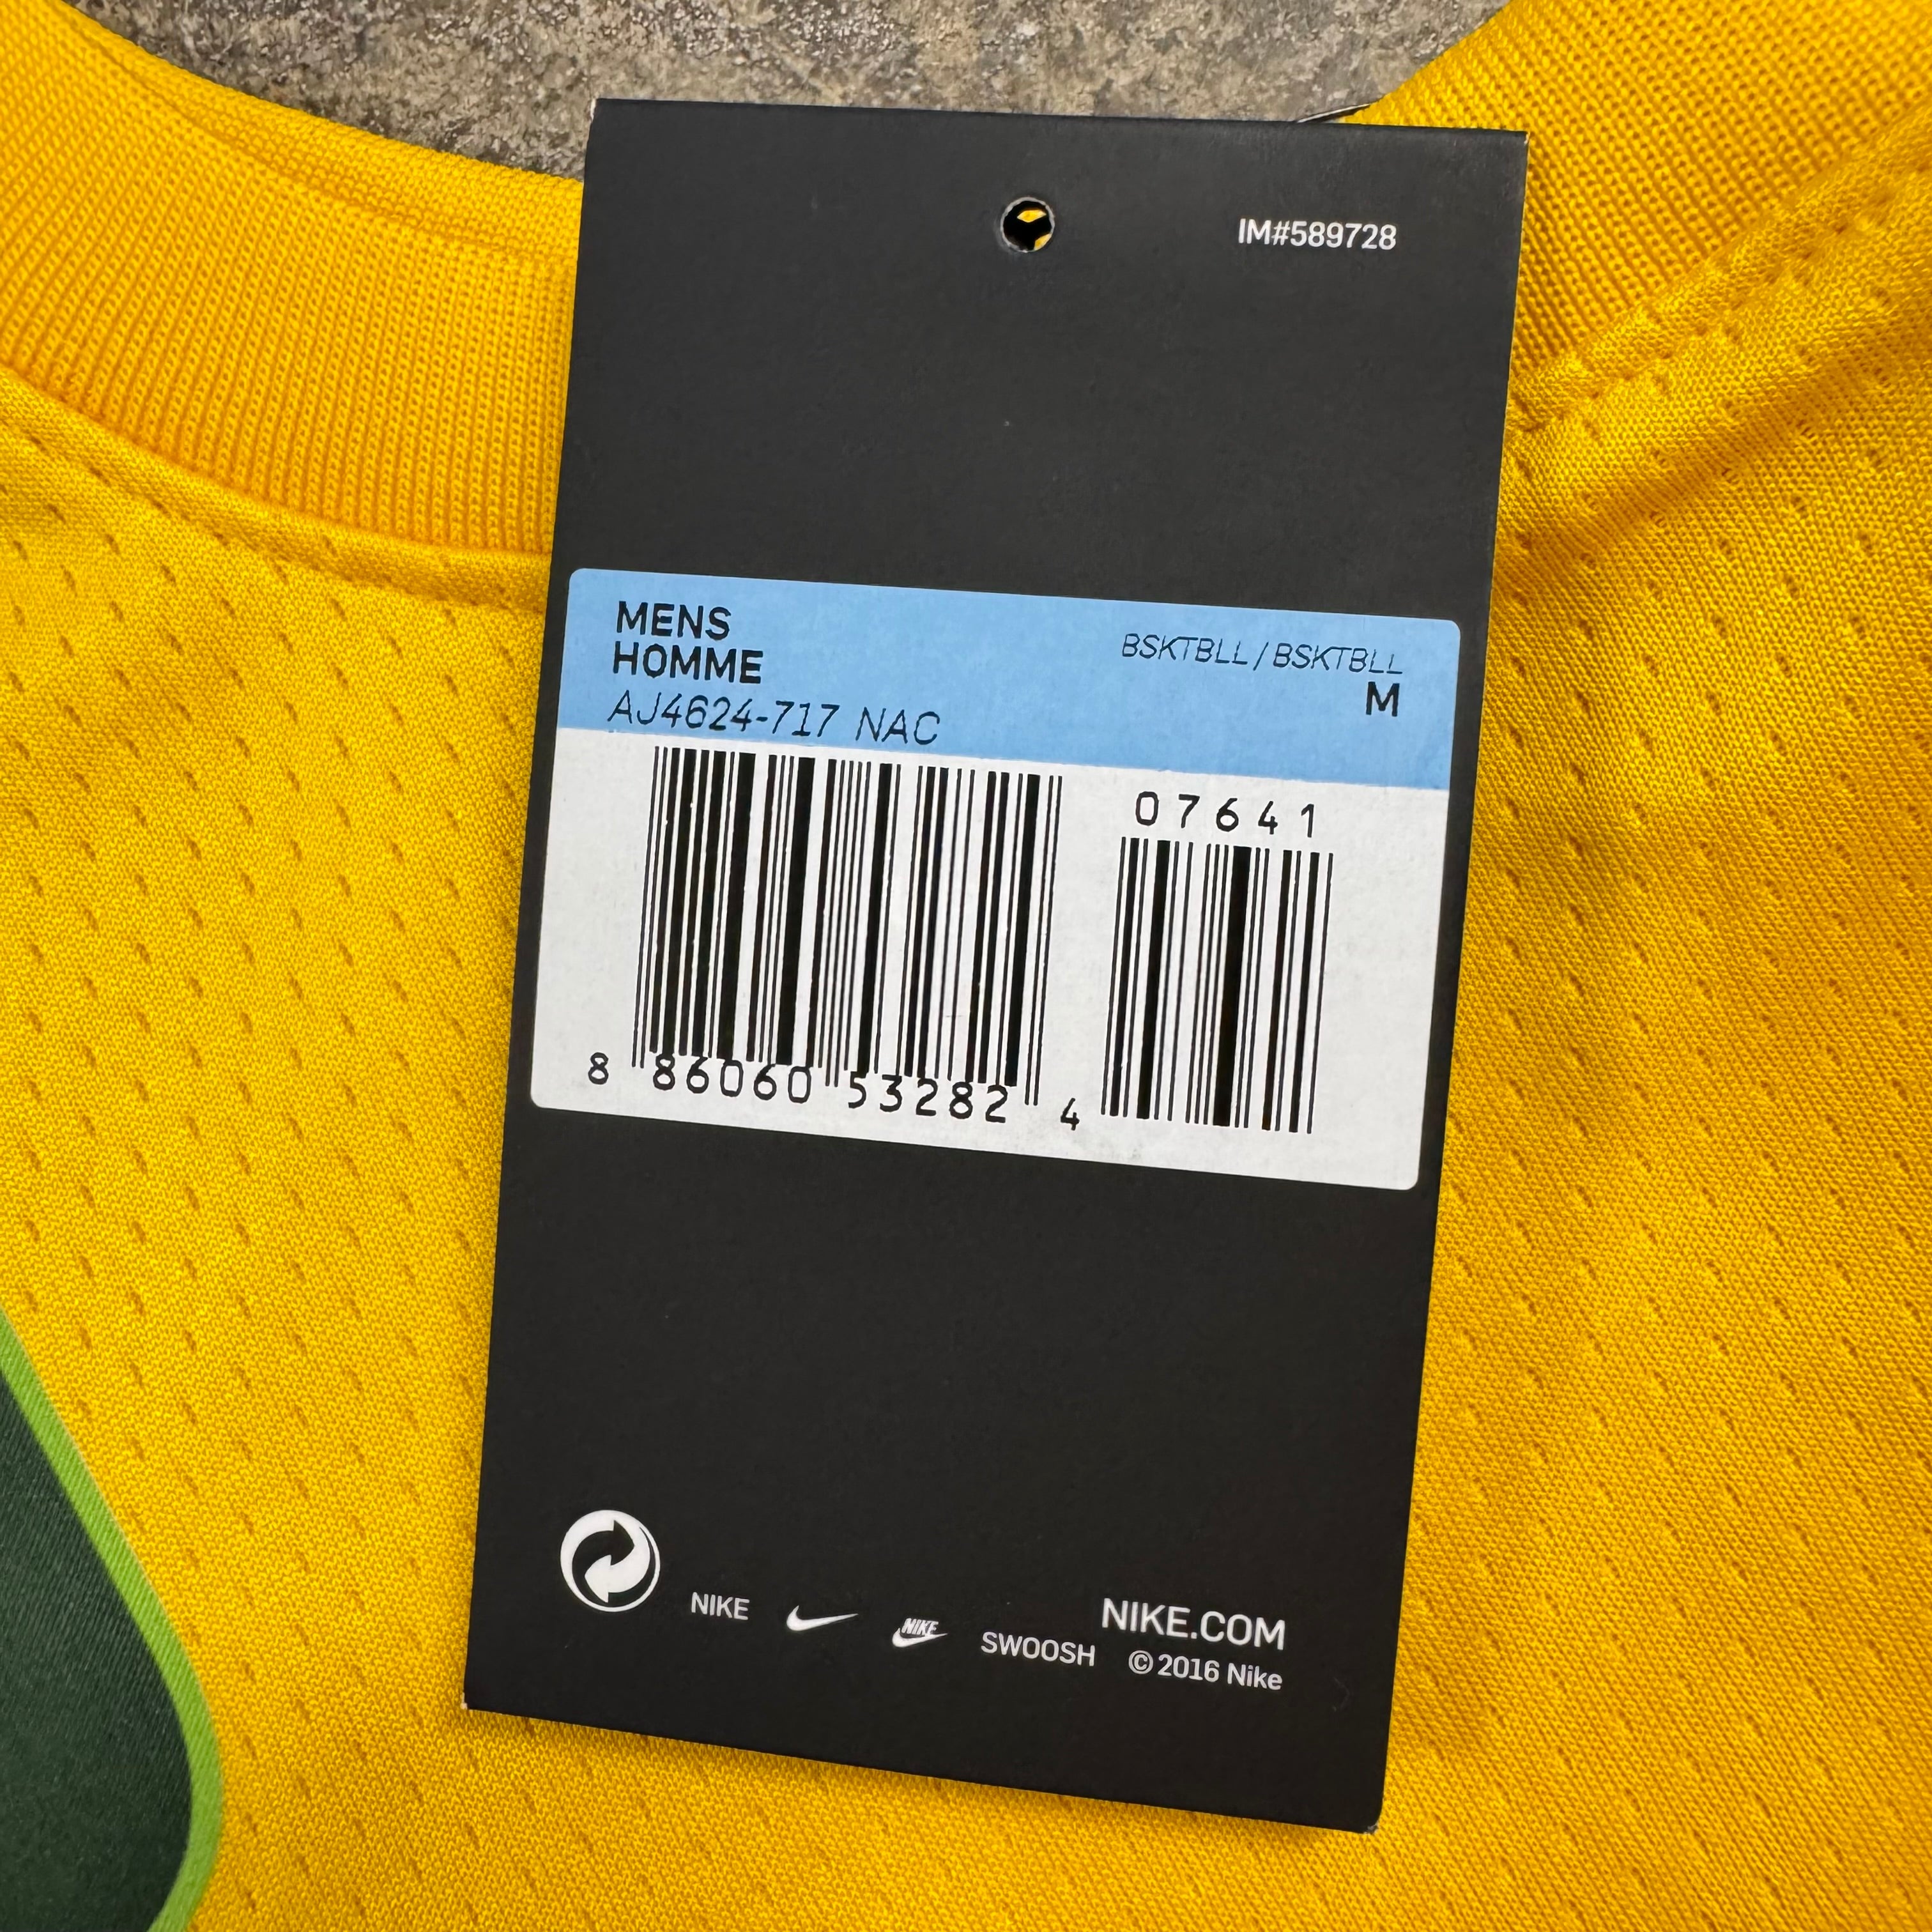 IM#589728
MENS
HOMME
BSKTBLL / BSKTBLL
M
AJ4624-717 NAC
07641
8 86060 53282 4
NIKE
NIKE
SWOOSH
NIKE.COM
© 2016 Nike